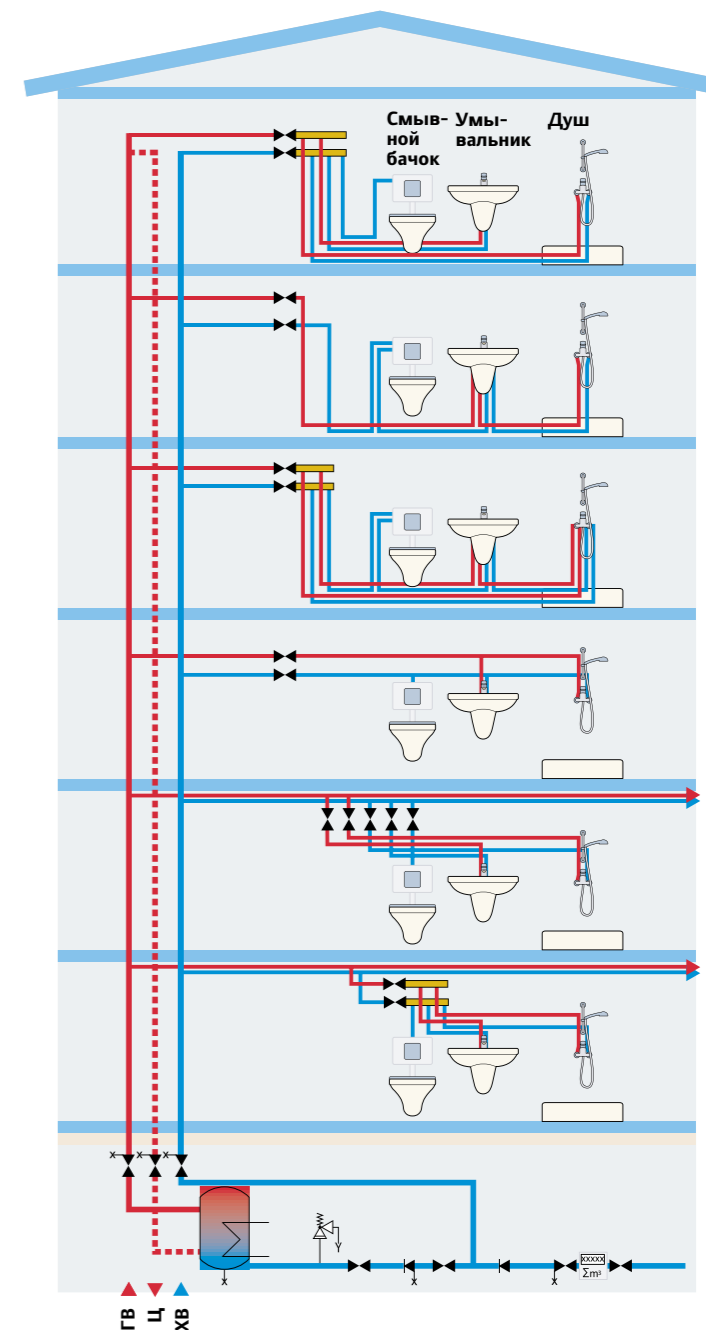 Смыв-
ной
бачок
Умы-
вальник
Душ
x
x
x
x
x
x
xxxxx
Σm³
ГВ
Ц
ХВ